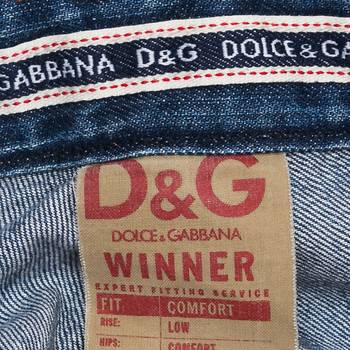 GABBANA D&G DOLCE & GA
D&G
DOLCE & GABBANA
WINNER
EXPERT FITTING SERVICE
FIT COMFORT
RISE: LOW
HIPS: COMFORT